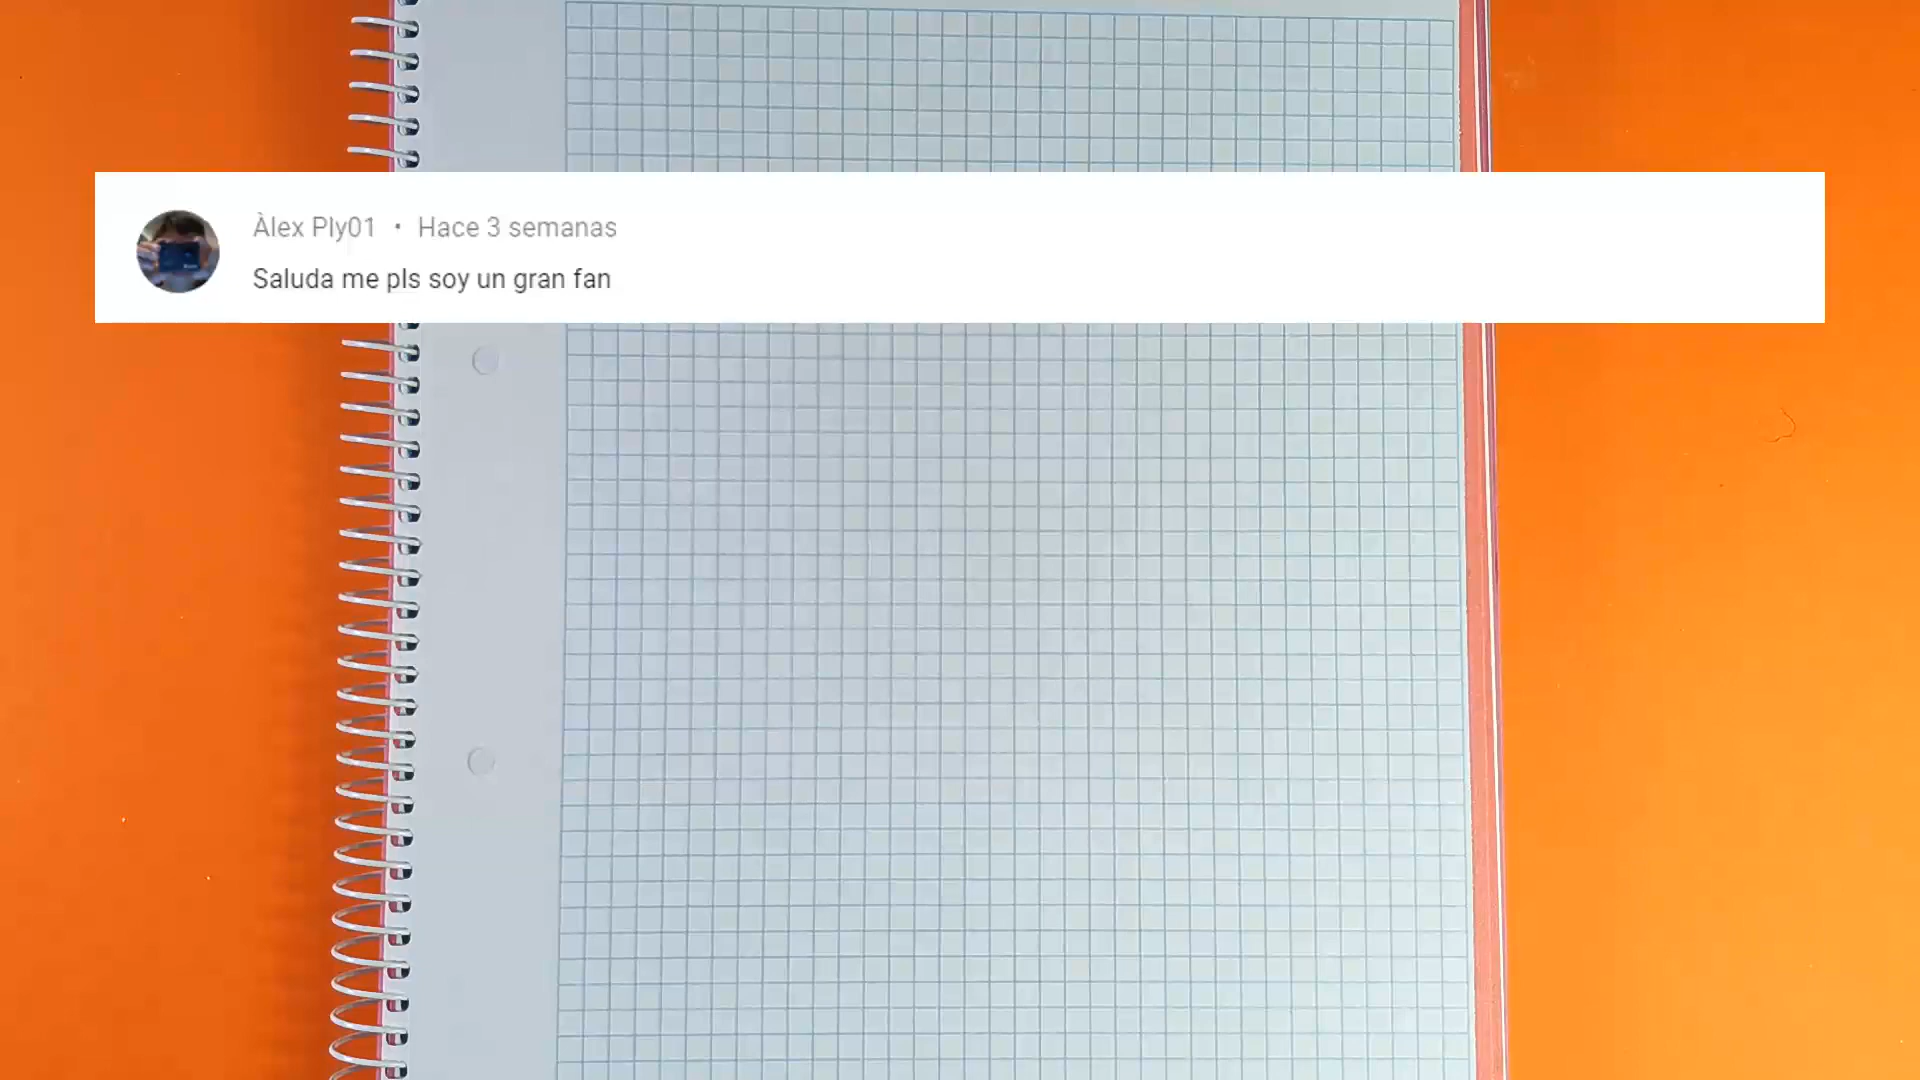 Àlex Ply01 • Hace 3 semanas
Saluda me pls soy un gran fan